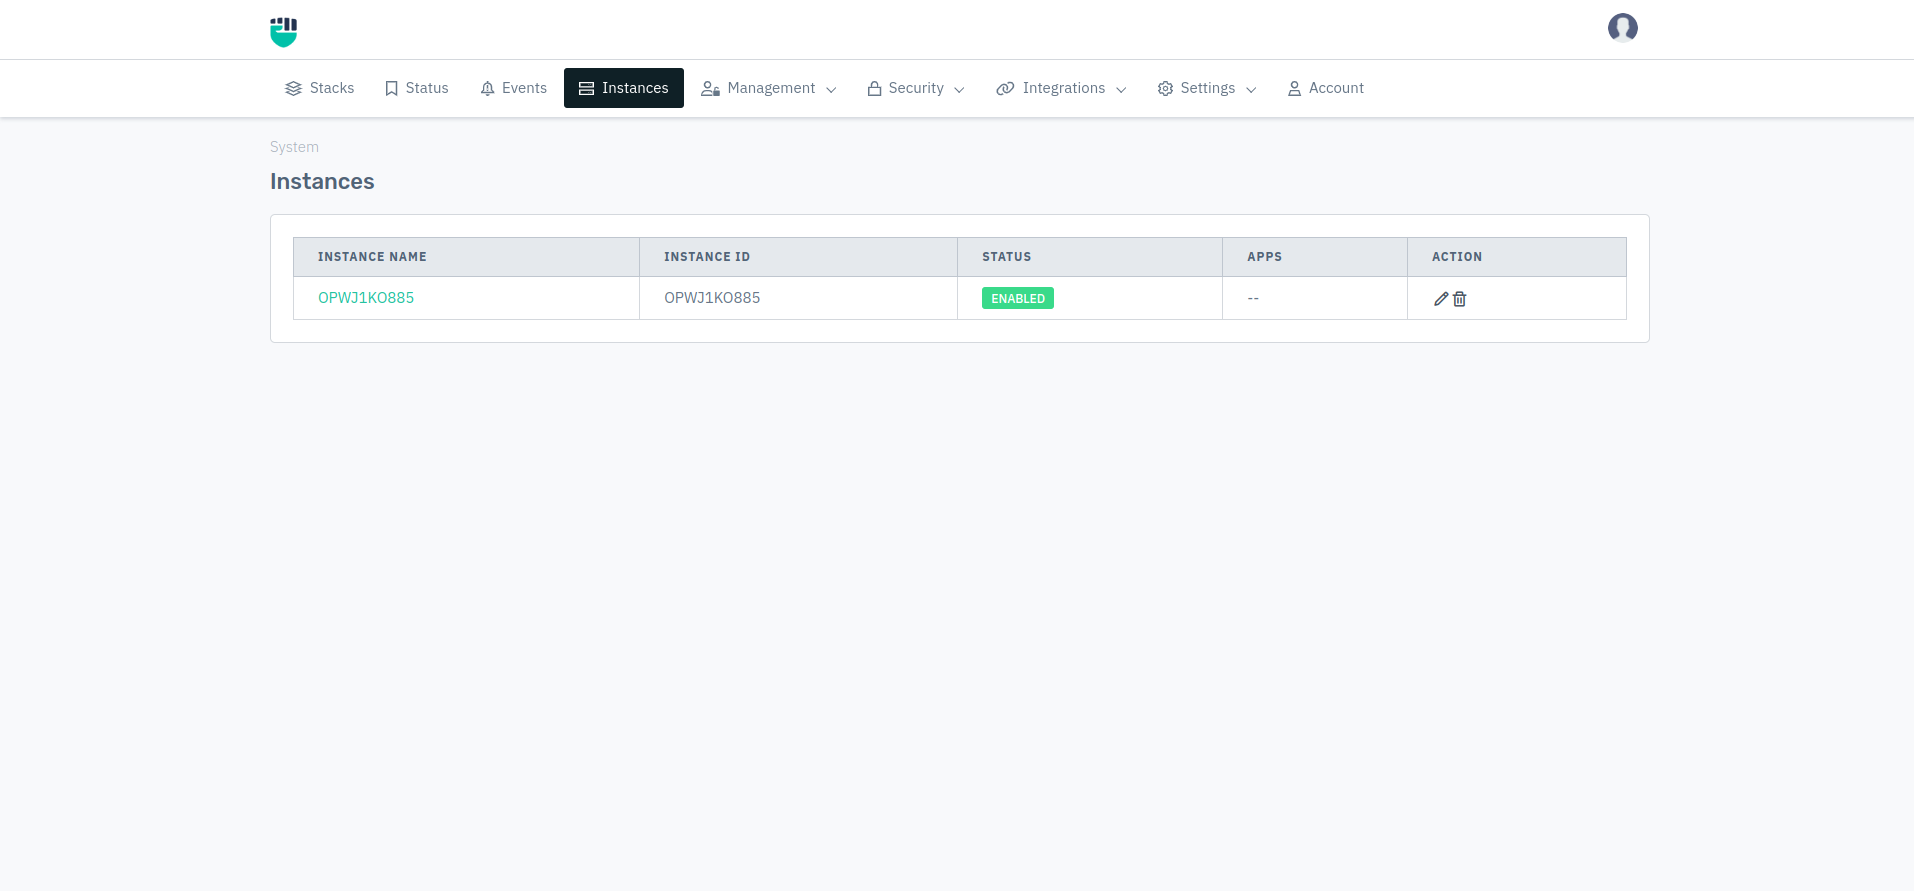 Stacks Status Events Instances Management Security Integrations Settings Account
System
Instances
INSTANCE NAME INSTANCE ID STATUS APPS ACTION
OPWJ1KO885 OPWJ1KO885 ENABLED --